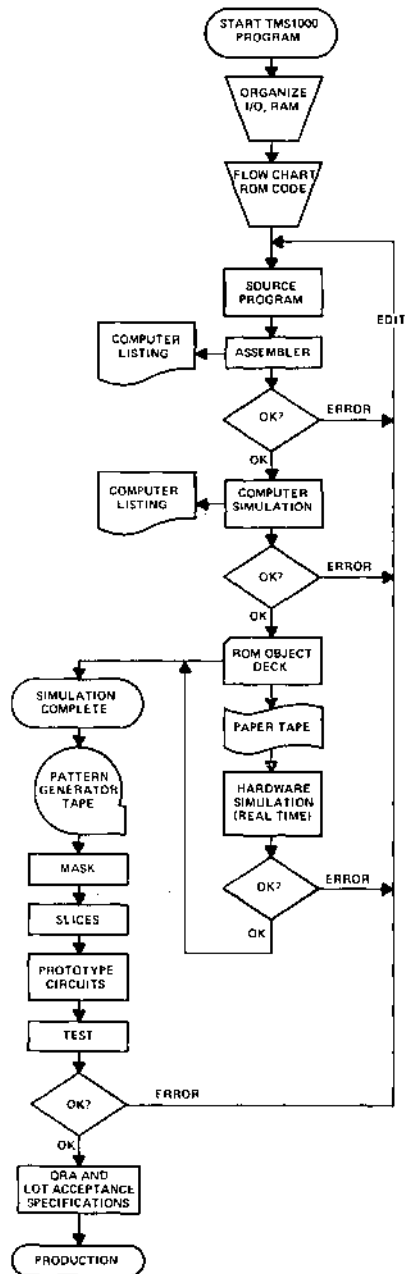 START TMS1000
PROGRAM
ORGANIZE
I/O, RAM
FLOW CHART
ROM CODE
SOURCE
PROGRAM
EDIT
COMPUTER
LISTING
ASSEMBLER
OK?
ERROR
OK
COMPUTER
LISTING
COMPUTER
SIMULATION
OK?
ERROR
OK
ROM OBJECT
DECK
SIMULATION
COMPLETE
PAPER TAPE
PATTERN
GENERATOR
TAPE
HARDWARE
SIMULATION
(REAL TIME)
MASK
OK?
ERROR
OK
SLICES
PROTOTYPE
CIRCUITS
TEST
OK?
ERROR
OK
QRA AND
LOT ACCEPTANCE
SPECIFICATIONS
PRODUCTION